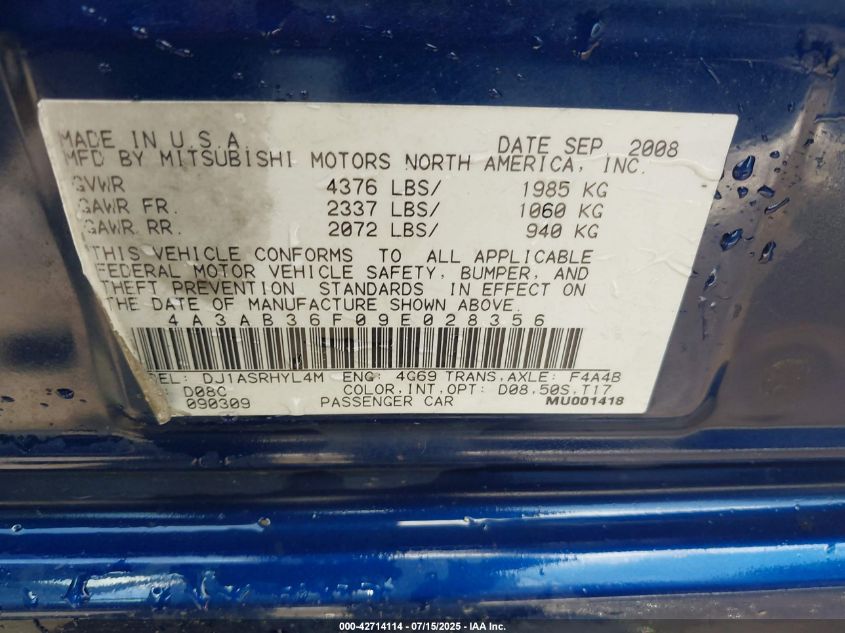 MADE IN U.S.A. DATE SEP 2008
MFD BY MITSUBISHI MOTORS NORTH AMERICA, INC.
GVWR 4376 LBS/ 1985 KG
GAWR FR. 2337 LBS/ 1060 KG
GAWR RR. 2072 LBS/ 940 KG
THIS VEHICLE CONFORMS TO ALL APPLICABLE
FEDERAL MOTOR VEHICLE SAFETY, BUMPER, AND
THEFT PREVENTION STANDARDS IN EFFECT ON
THE DATE OF MANUFACTURE SHOWN ABOVE.
4A3AB36F09E028356
DJ1ASRHYL4M ENG: 4G69 TRANS,AXLE: F4A4B
D08C COLOR,INT,OPT: D08,50S,T17
090309 PASSENGER CAR MU001418
000-42714114 - 07/15/2025 - IAA Inc.